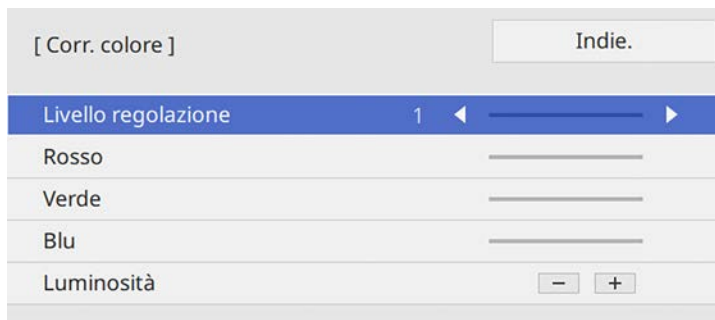 [ Corr. colore ]
Indie.
Livello regolazione 1
Rosso
Verde
Blu
Luminosità − +